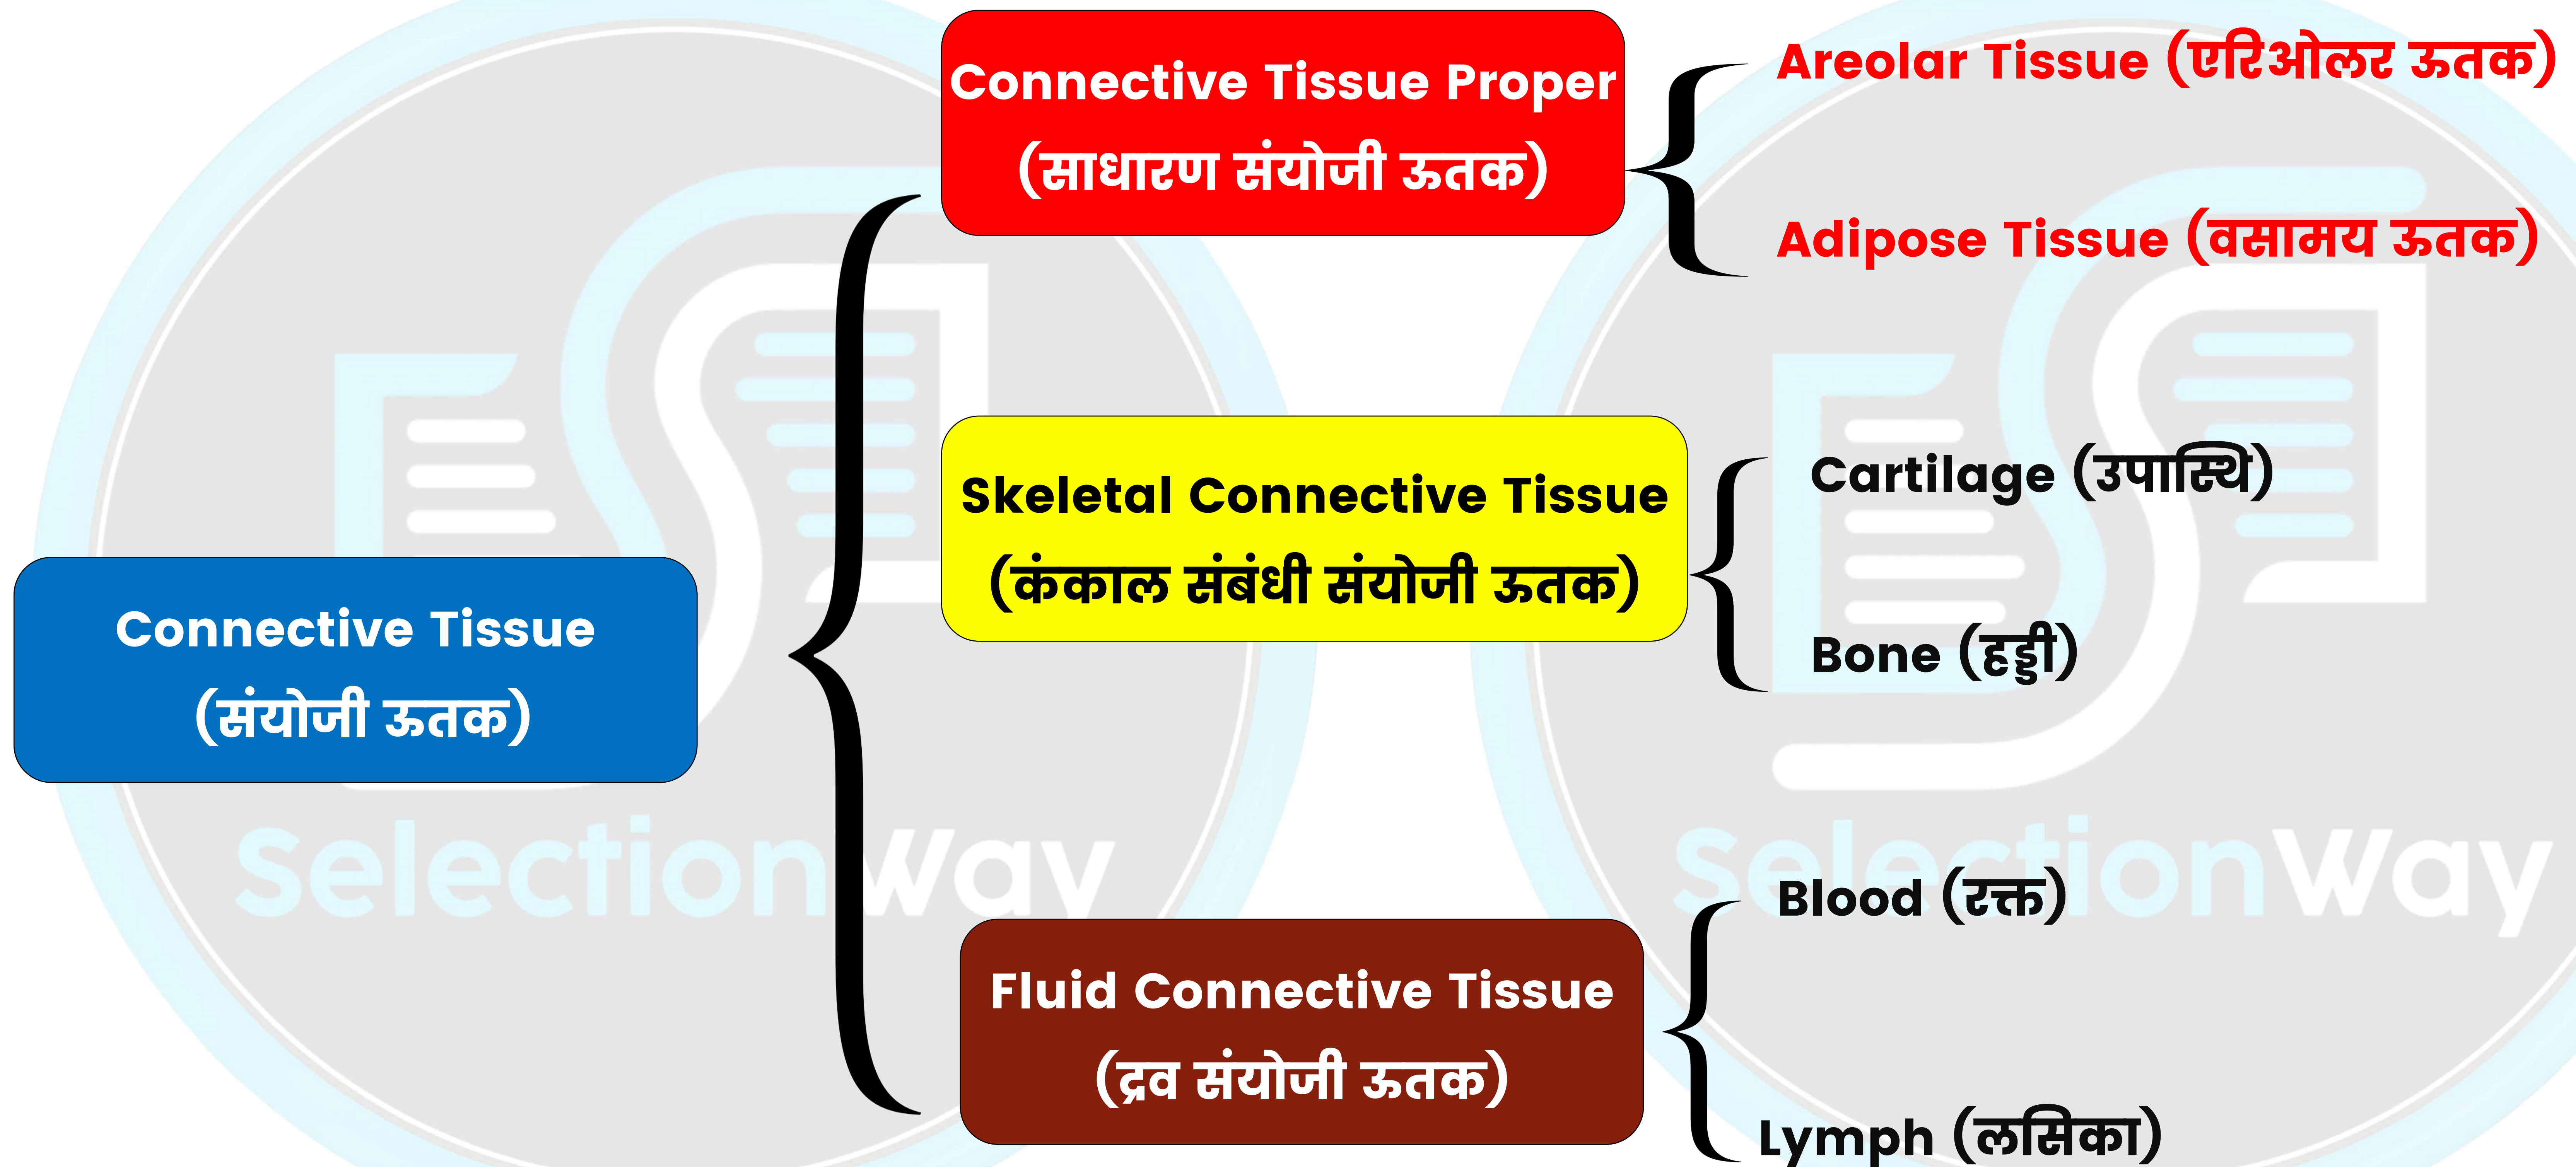 Connective Tissue Proper
(साधारण संयोजी ऊतक)
Areolar Tissue (एरिओलर ऊतक)
Adipose Tissue (वसामय ऊतक)
Skeletal Connective Tissue
(कंकाल संबंधी संयोजी ऊतक)
Cartilage (उपास्थि)
Bone (हड्डी)
Connective Tissue
(संयोजी ऊतक)
Fluid Connective Tissue
(द्रव संयोजी ऊतक)
Blood (रक्त)
Lymph (लसिका)
SelectionWay
SelectionWay